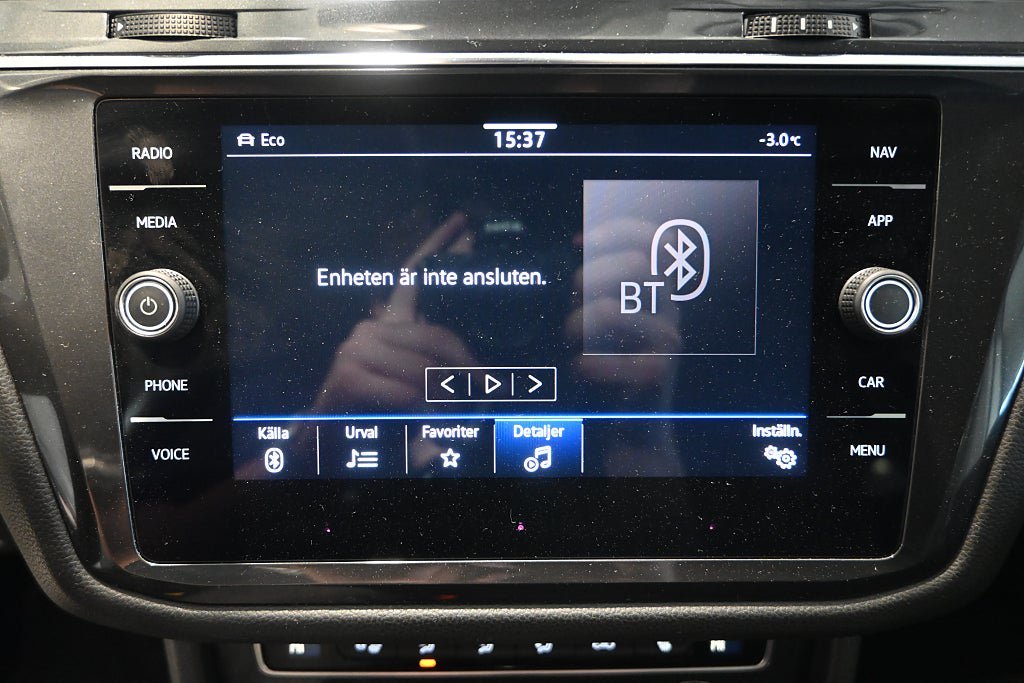 Eco
15:37
-3.0°C
RADIO
MEDIA
PHONE
VOICE
Enheten är inte ansluten.
BT
Källa
Urval
Favoriter
Detaljer
Inställn.
NAV
APP
CAR
MENU